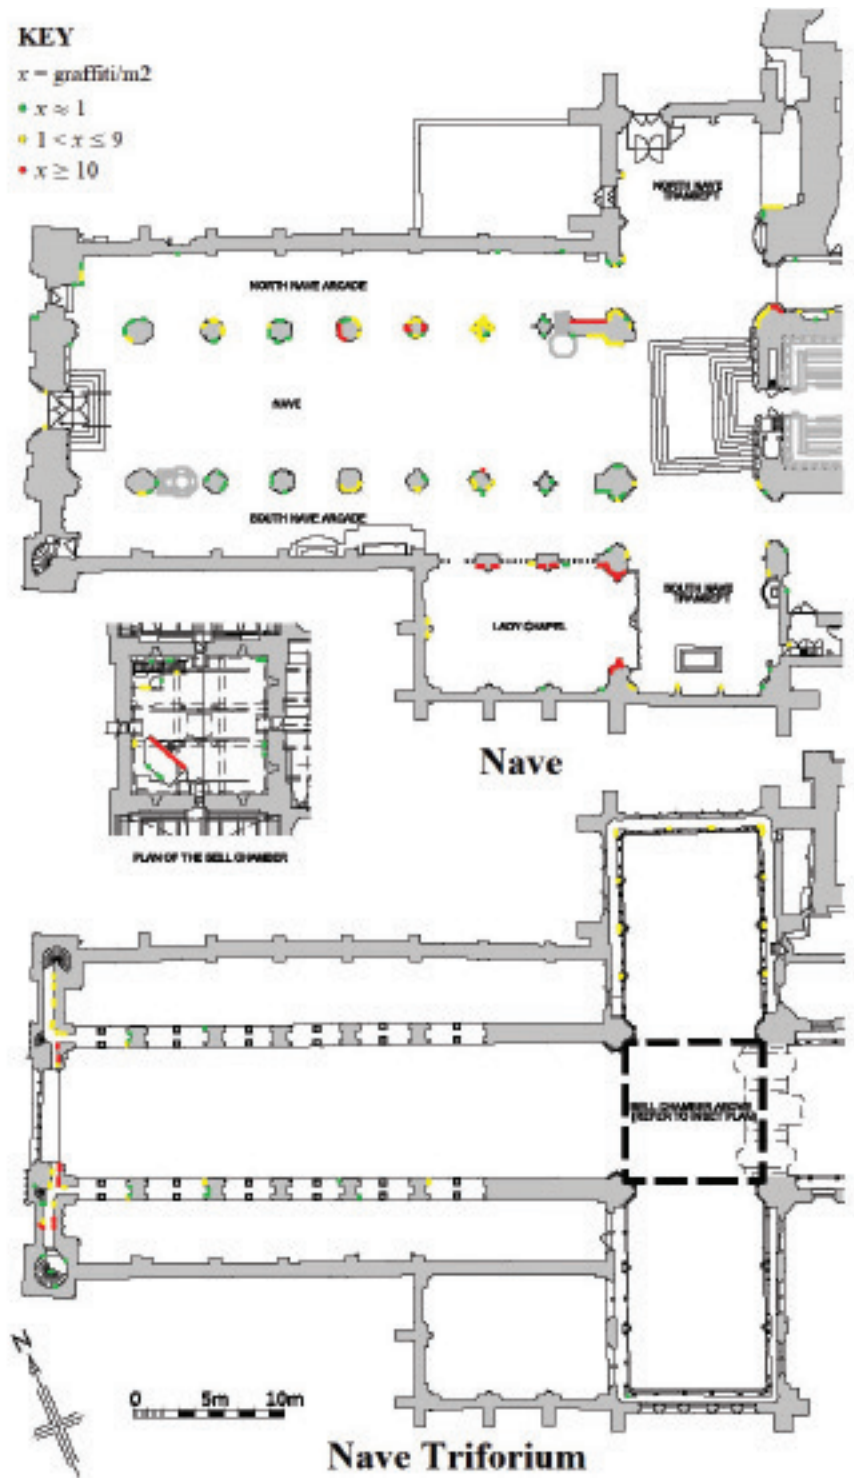 KEY
x = graffiti/m2
x ≈ 1
1 < x ≤ 9
x ≥ 10
NORTH NAVE
TRANSEPT
NORTH NAVE ARCADE
NAVE
SOUTH NAVE ARCADE
SOUTH NAVE
TRANSEPT
LADY CHAPEL
Nave
PLAN OF THE BELL CHAMBER
BELL CHAMBER ABOVE
(REFER TO INSET PLAN)
N
0 5m 10m
Nave Triforium